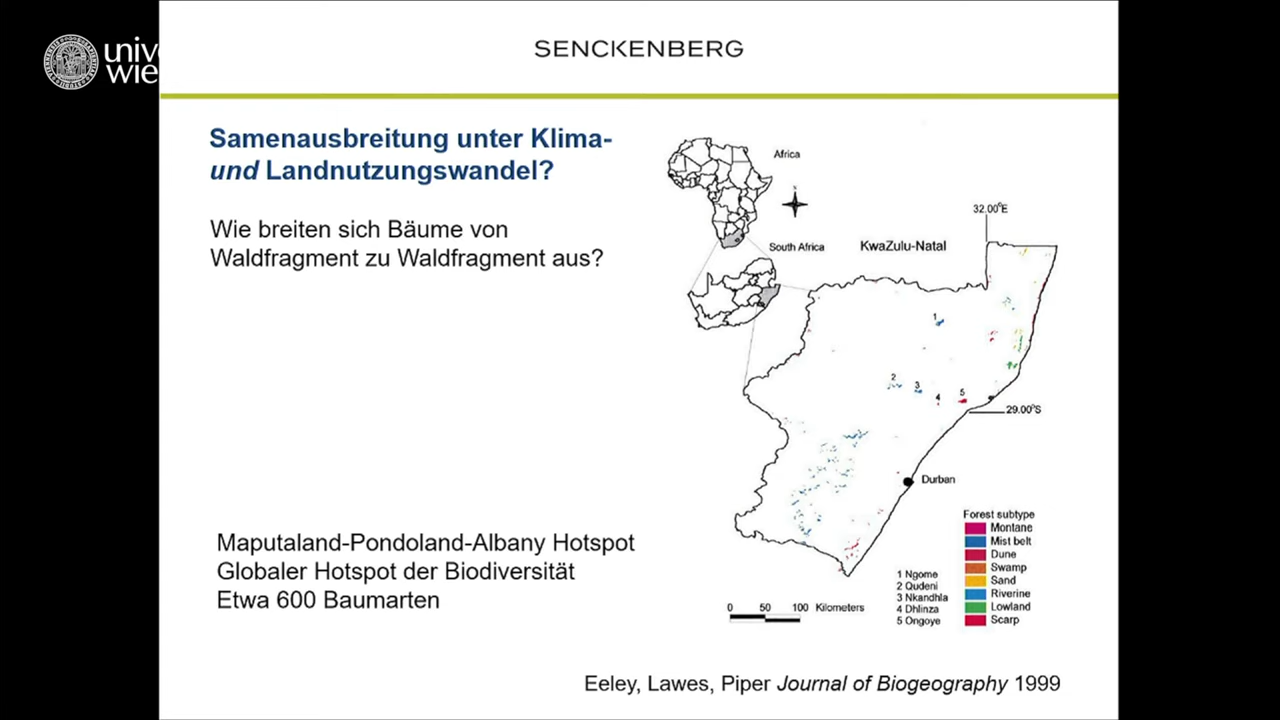 SENCKENBERG
Samenausbreitung unter Klima-
und Landnutzungswandel?
Wie breiten sich Bäume von
Waldfragment zu Waldfragment aus?
Maputaland-Pondoland-Albany Hotspot
Globaler Hotspot der Biodiversität
Etwa 600 Baumarten
Africa
N
South Africa
KwaZulu-Natal
32.00°E
1
2
3
4
5
29.00°S
Durban
Forest subtype
Montane
Mist belt
Dune
Swamp
Sand
Riverine
Lowland
Scarp
1 Ngome
2 Qudeni
3 Nkandhla
4 Dhlinza
5 Ongoye
0 50 100 Kilometers
Eeley, Lawes, Piper Journal of Biogeography 1999